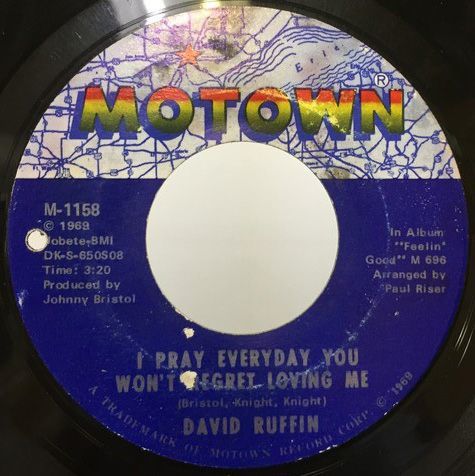 Erie
MOTOWN®
M-1158
© 1969
Jobete-BMI
DK-S-650S08
Time: 3:20
Produced by
Johnny Bristol
In Album
"Feelin'
Good" M 696
Arranged by
Paul Riser
I PRAY EVERYDAY YOU
WON'T REGRET LOVING ME
(Bristol, Knight, Knight)
DAVID RUFFIN
A TRADEMARK OF MOTOWN RECORD CORP. © 1969